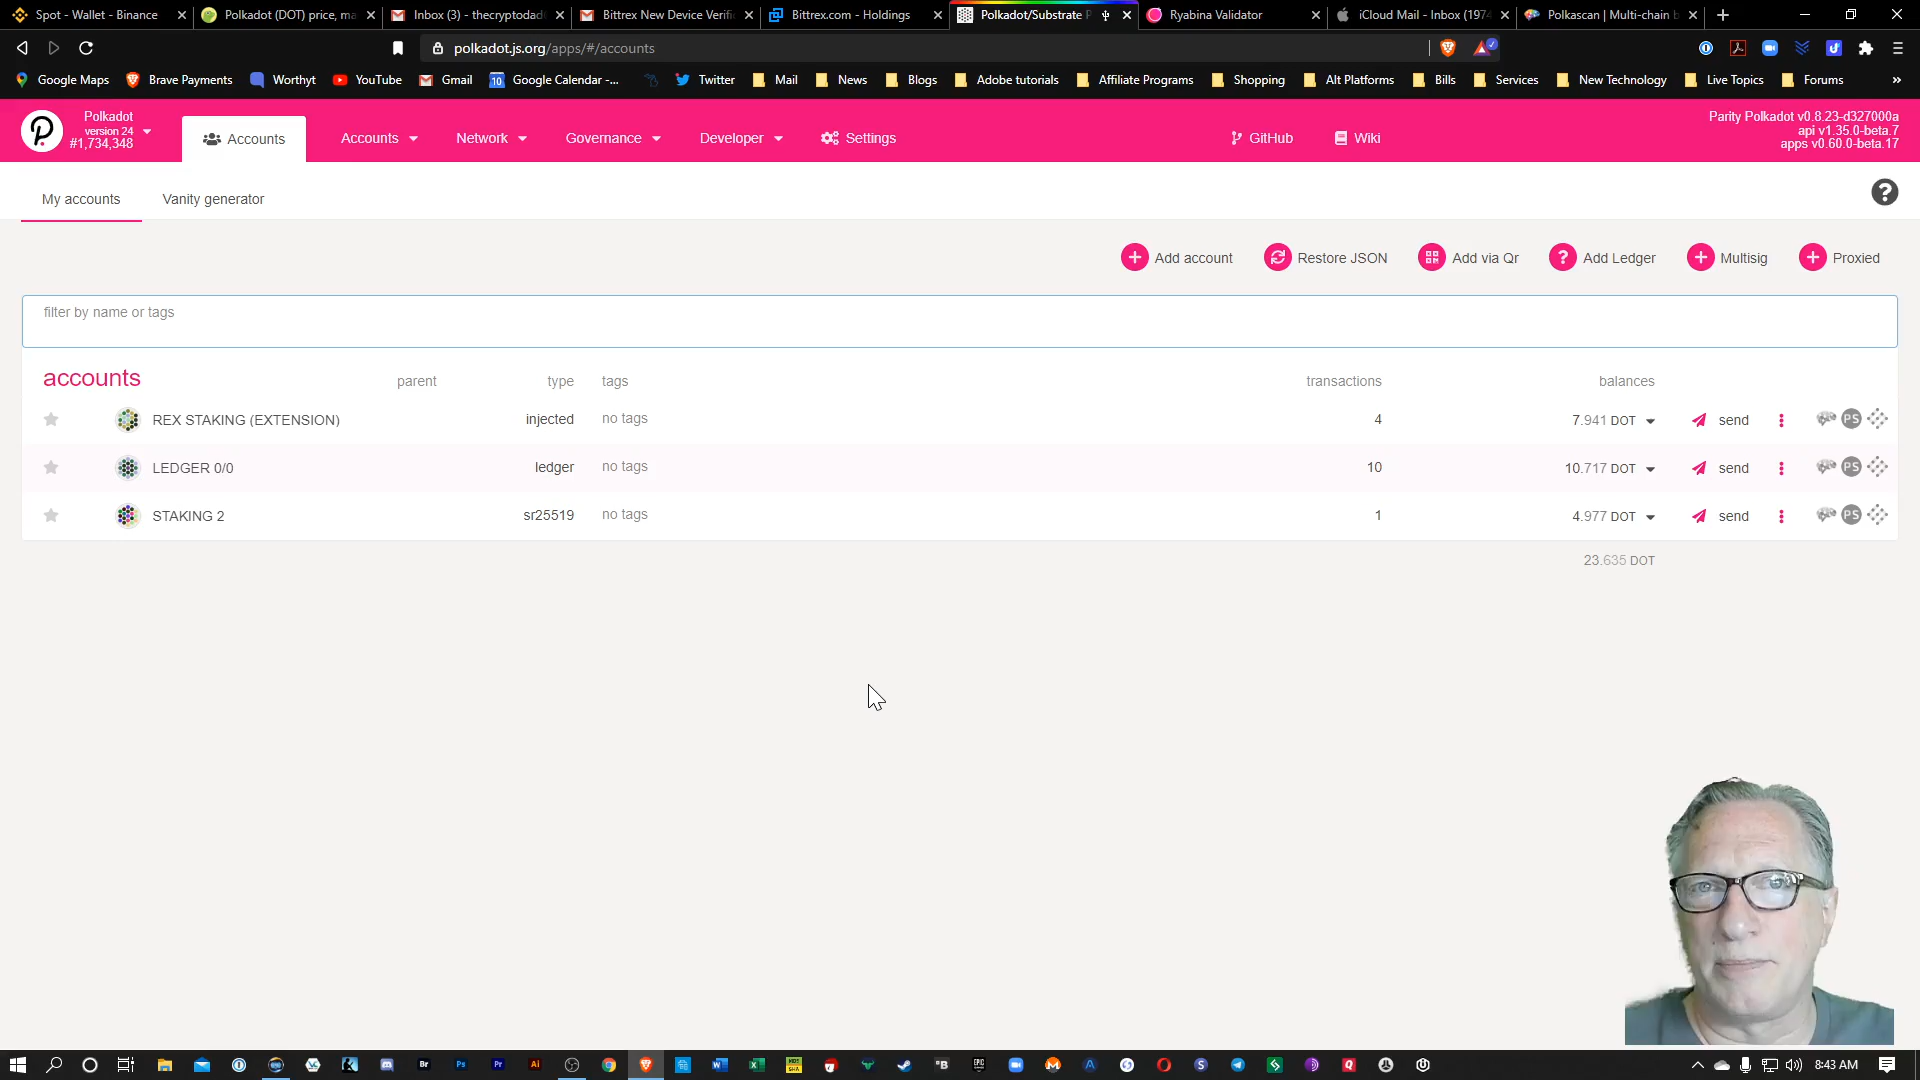 Spot - Wallet - Binance
Polkadot (DOT) price, ma
Inbox (3) - thecryptodad
Bittrex New Device Verifi
Bittrex.com - Holdings
Polkadot/Substrate P
Ryabina Validator
iCloud Mail - Inbox (1974
Polkascan | Multi-chain b
polkadot.js.org/apps/#/accounts
Google Maps
Brave Payments
Worthyt
YouTube
Gmail
Google Calendar -...
Twitter
Mail
News
Blogs
Adobe tutorials
Affiliate Programs
Shopping
Alt Platforms
Bills
Services
New Technology
Live Topics
Forums
Polkadot
version 24
#1,734,348
Accounts
Accounts
Network
Governance
Developer
Settings
GitHub
Wiki
Parity Polkadot v0.8.23-d327000a
api v1.35.0-beta.7
apps v0.60.0-beta.17
My accounts
Vanity generator
Add account
Restore JSON
Add via Qr
Add Ledger
Multisig
Proxied
filter by name or tags
accounts parent type tags transactions balances
REX STAKING (EXTENSION) injected no tags 4 7.941 DOT send PS
LEDGER 0/0 ledger no tags 10 10.717 DOT send PS
STAKING 2 sr25519 no tags 1 4.977 DOT send PS
23.635 DOT
8:43 AM